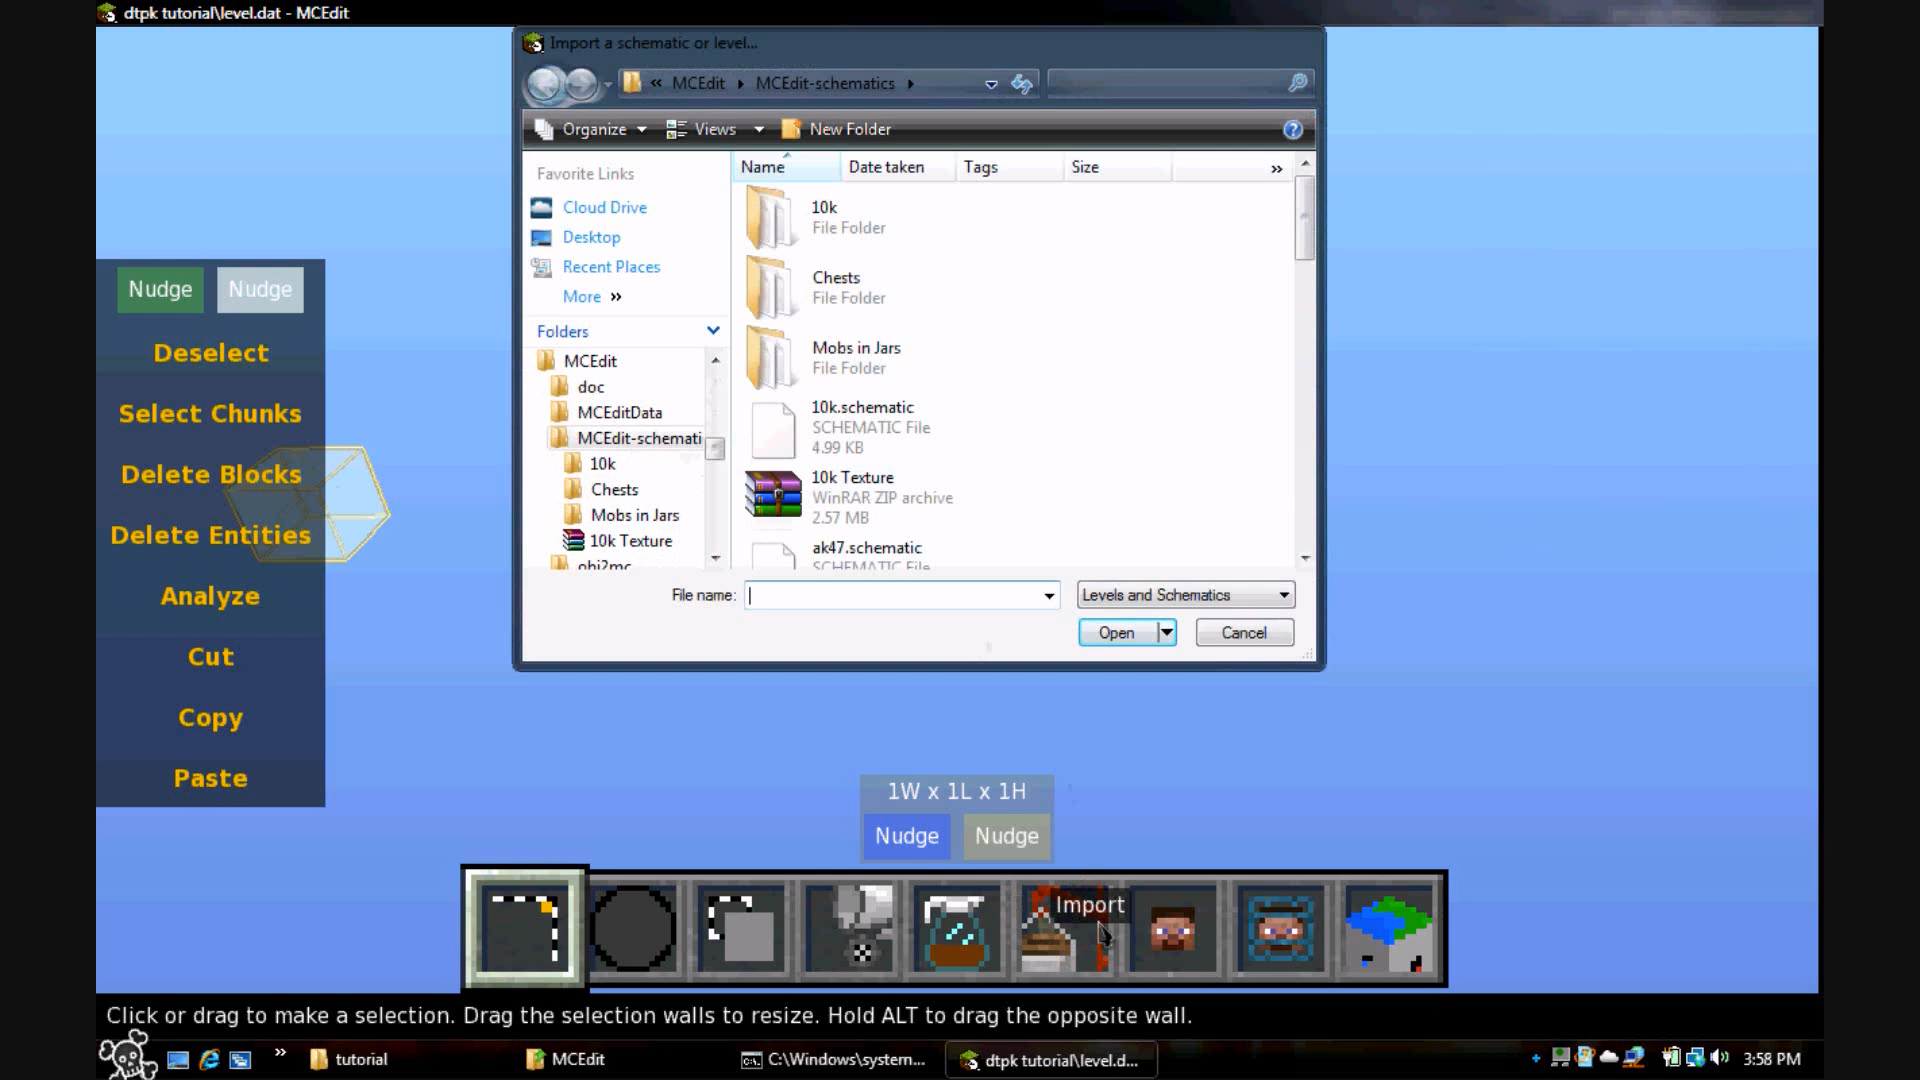 dtpk tutorial\level.dat - MCEdit
Import a schematic or level...
« MCEdit MCEdit-schematics
Organize Views New Folder
Favorite Links
Cloud Drive
Desktop
Recent Places
More »
Folders
MCEdit
doc
MCEditData
MCEdit-schemati
10k
Chests
Mobs in Jars
10k Texture
obj2mc
Name Date taken Tags Size »
10k
File Folder
Chests
File Folder
Mobs in Jars
File Folder
10k.schematic
SCHEMATIC File
4.99 KB
10k Texture
WinRAR ZIP archive
2.57 MB
ak47.schematic
SCHEMATIC File
File name:
Levels and Schematics
Open Cancel
Nudge Nudge
Deselect
Select Chunks
Delete Blocks
Delete Entities
Analyze
Cut
Copy
Paste
1W x 1L x 1H
Nudge Nudge
Import
Click or drag to make a selection. Drag the selection walls to resize. Hold ALT to drag the opposite wall.
» tutorial MCEdit C:\Windows\system... dtpk tutorial\level.d... 3:58 PM